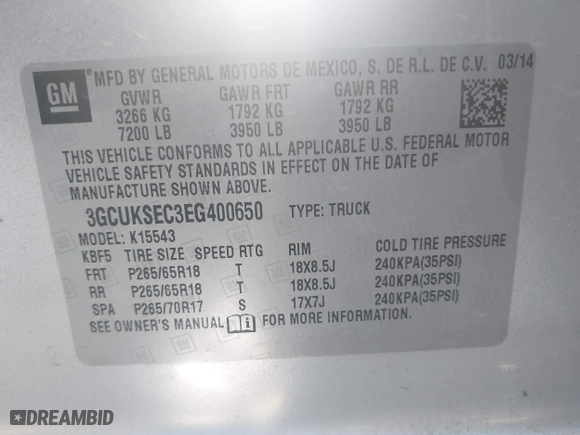 GM
MFD BY GENERAL MOTORS DE MEXICO, S. DE R.L. DE C.V. 03/14
GVWR GAWR FRT GAWR RR
3266 KG 1792 KG 1792 KG
7200 LB 3950 LB 3950 LB
THIS VEHICLE CONFORMS TO ALL APPLICABLE U.S. FEDERAL MOTOR
VEHICLE SAFETY STANDARDS IN EFFECT ON THE DATE OF
MANUFACTURE SHOWN ABOVE.
3GCUKSEC3EG400650 TYPE: TRUCK
MODEL: K15543
KBF5 TIRE SIZE SPEED RTG RIM COLD TIRE PRESSURE
FRT P265/65R18 T 18X8.5J 240KPA(35PSI)
RR P265/65R18 T 18X8.5J 240KPA(35PSI)
SPA P265/70R17 S 17X7J 240KPA(35PSI)
SEE OWNER'S MANUAL FOR MORE INFORMATION.
DREAMBID